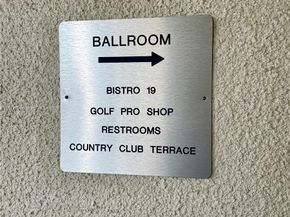 BALLROOM
BISTRO 19
GOLF PRO SHOP
RESTROOMS
COUNTRY CLUB TERRACE